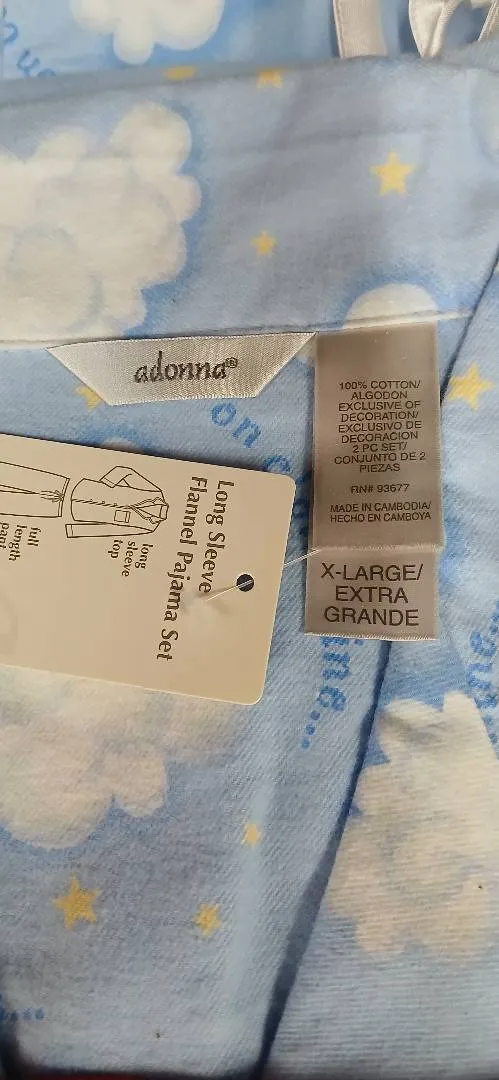 adonna®
100% COTTON/
ALGODON
EXCLUSIVE OF
DECORATION/
EXCLUSIVO DE
DECORACION
2 PC SET/
CONJUNTO DE 2
PIEZAS
RN# 93677
MADE IN CAMBODIA/
HECHO EN CAMBOYA
X-LARGE/
EXTRA
GRANDE
Long Sleeve
Flannel Pajama Set
long
sleeve
top
full
length
pant
on